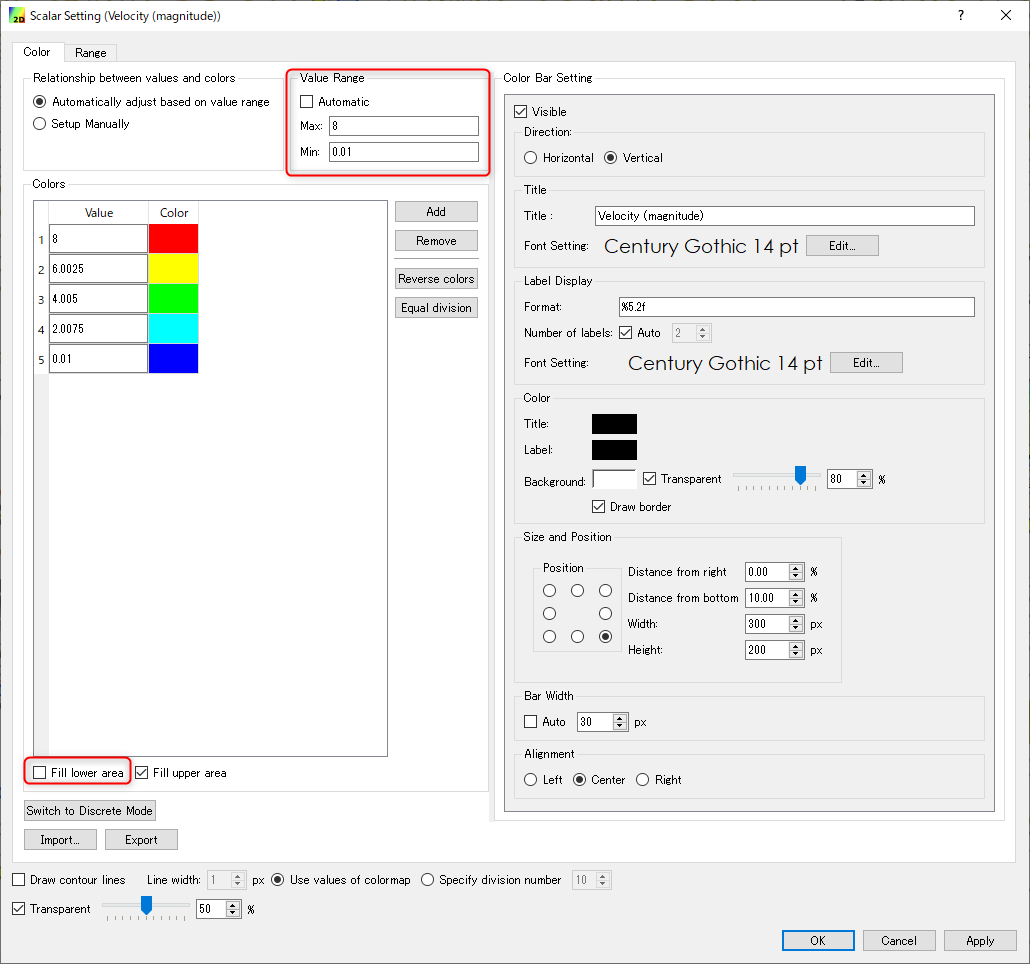 2D Scalar Setting (Velocity (magnitude)) ?
Color Range
Relationship between values and colors
Automatically adjust based on value range
Setup Manually
Value Range
Automatic
Max: 8
Min: 0.01
Colors
Value Color
1 8
2 6.0025
3 4.005
4 2.0075
5 0.01
Add
Remove
Reverse colors
Equal division
Fill lower area Fill upper area
Switch to Discrete Mode
Import... Export
Color Bar Setting
Visible
Direction:
Horizontal Vertical
Title
Title : Velocity (magnitude)
Font Setting: Century Gothic 14 pt Edit...
Label Display
Format: %5.2f
Number of labels: Auto 2
Font Setting: Century Gothic 14 pt Edit...
Color
Title:
Label:
Background: Transparent 80 %
Draw border
Size and Position
Position
Distance from right 0.00 %
Distance from bottom 10.00 %
Width: 300 px
Height: 200 px
Bar Width
Auto 30 px
Alignment
Left Center Right
Draw contour lines Line width: 1 px Use values of colormap Specify division number 10
Transparent 50 %
OK Cancel Apply